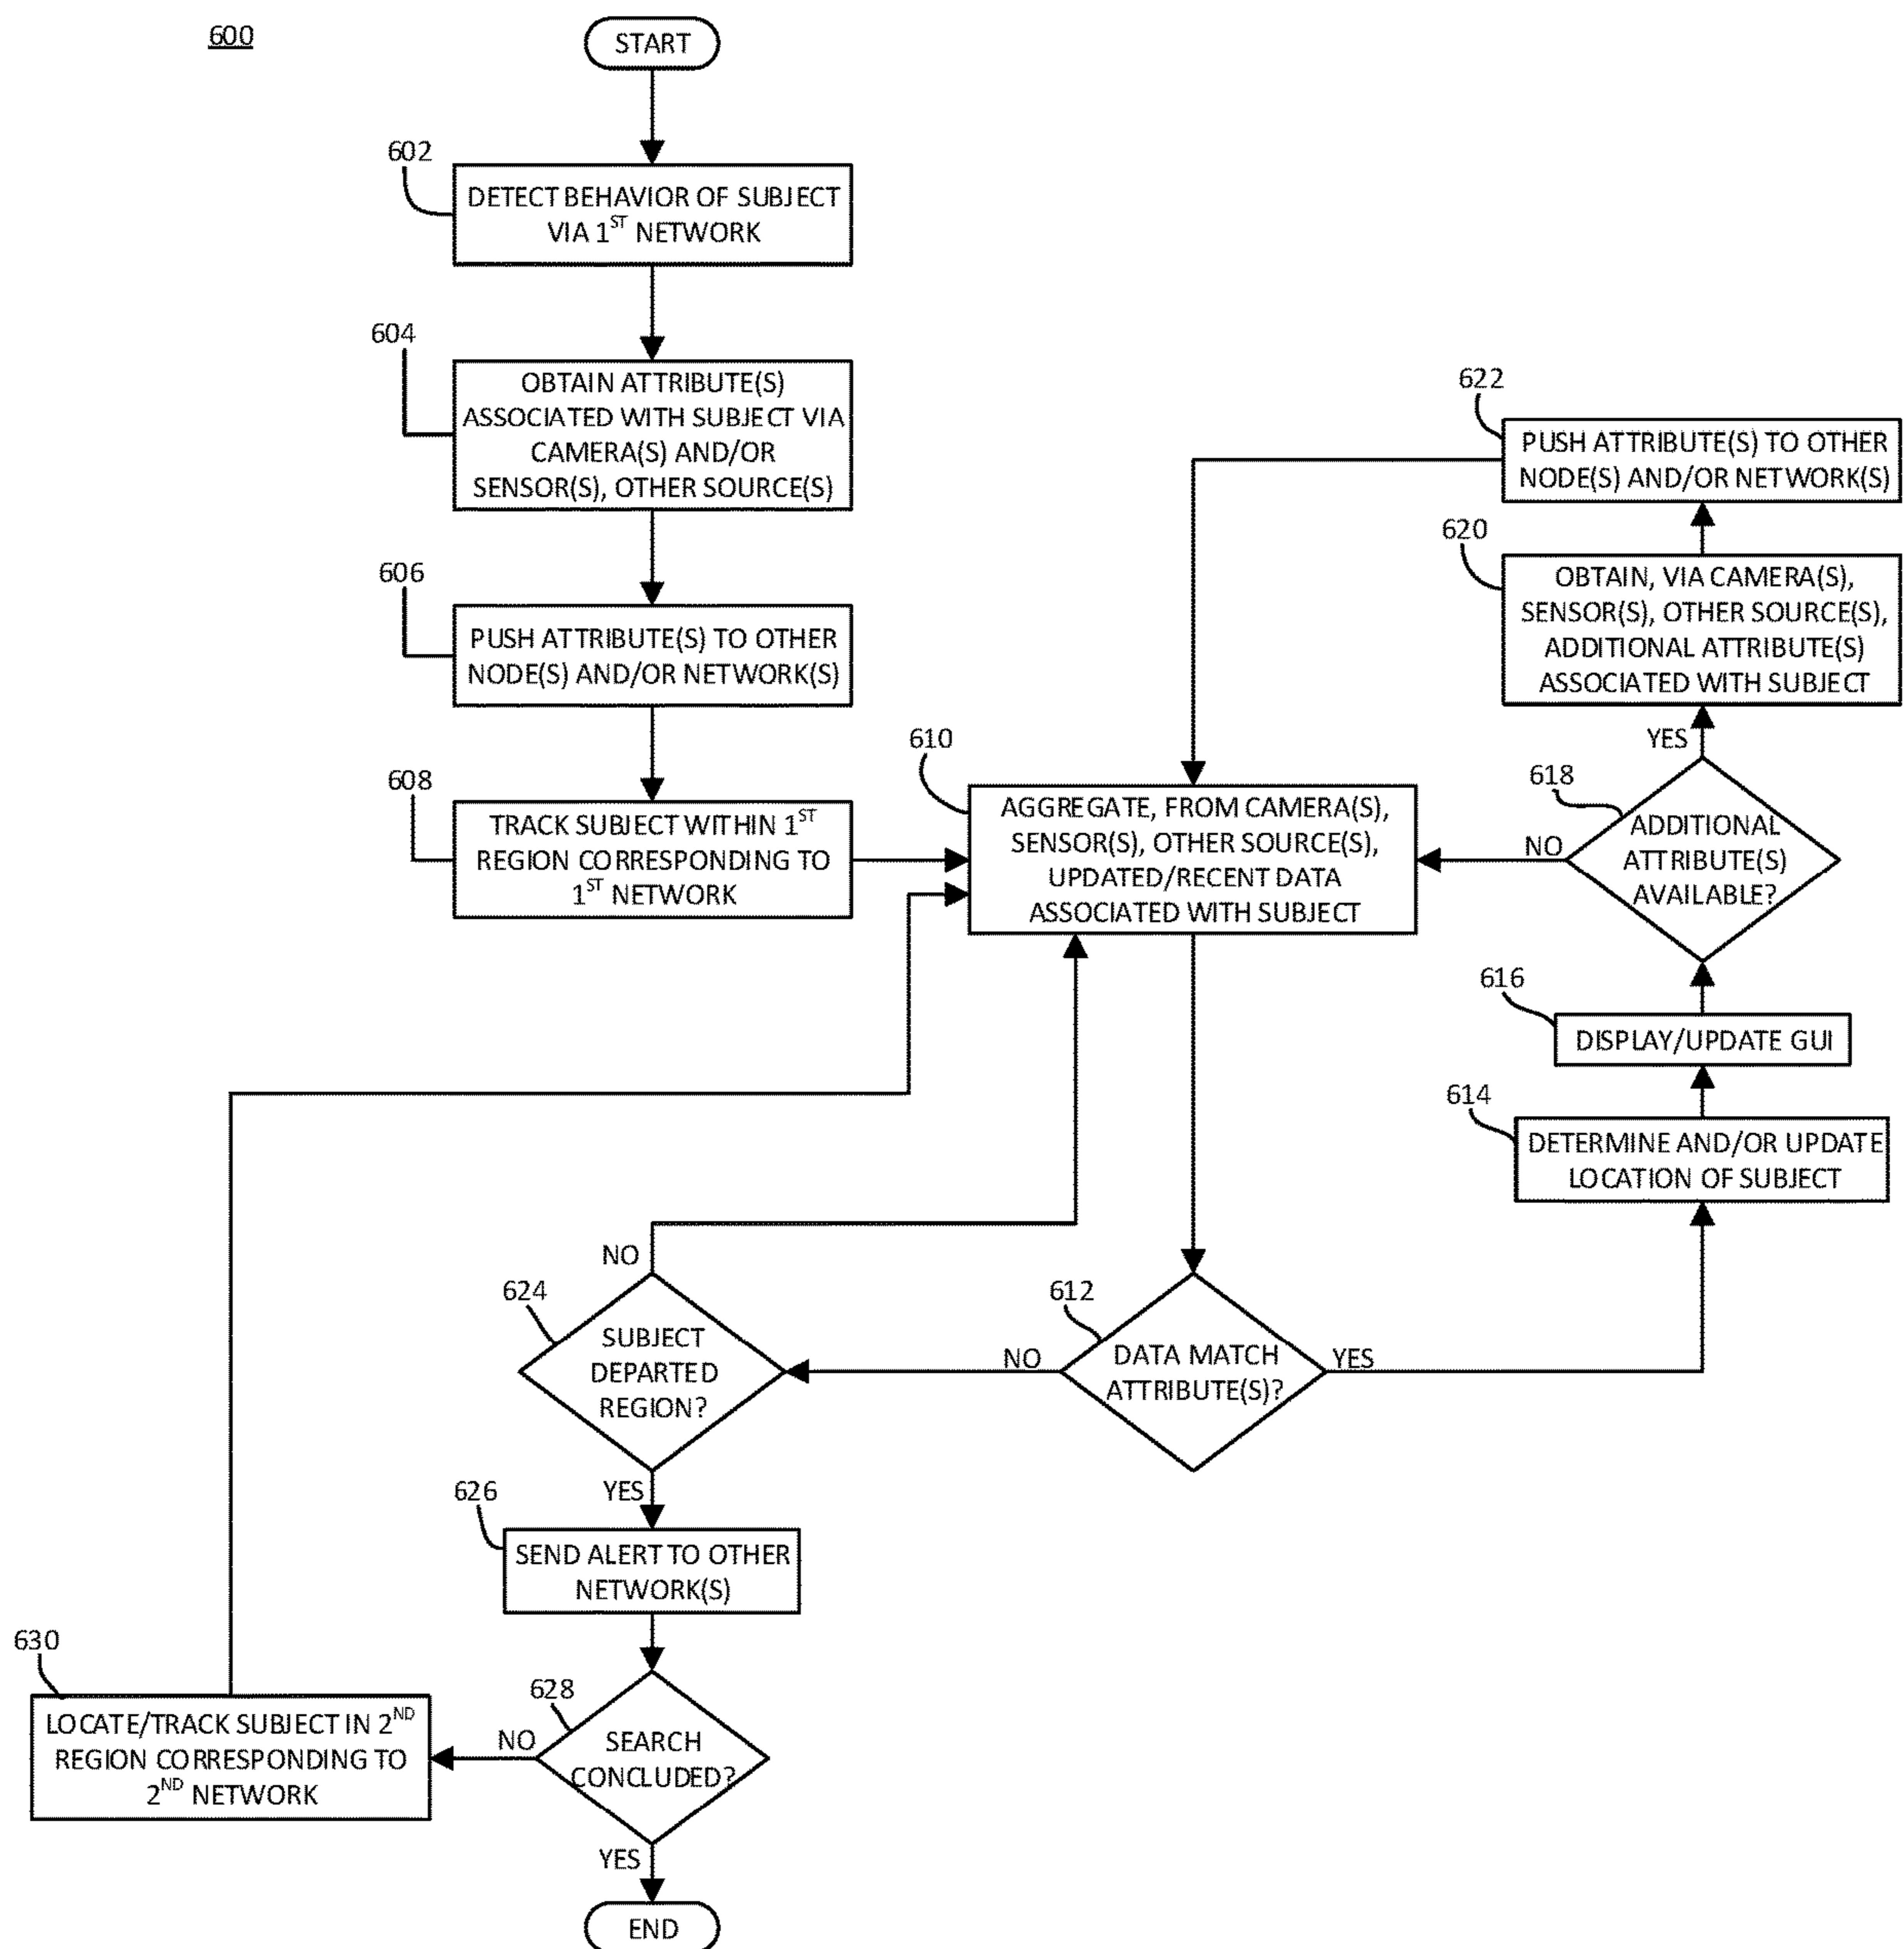 600
START
602
DETECT BEHAVIOR OF SUBJECT
VIA 1ST NETWORK
604
OBTAIN ATTRIBUTE(S)
ASSOCIATED WITH SUBJECT VIA
CAMERA(S) AND/OR
SENSOR(S), OTHER SOURCE(S)
606
PUSH ATTRIBUTE(S) TO OTHER
NODE(S) AND/OR NETWORK(S)
608
TRACK SUBJECT WITHIN 1ST
REGION CORRESPONDING TO
1ST NETWORK
610
AGGREGATE, FROM CAMERA(S),
SENSOR(S), OTHER SOURCE(S),
UPDATED/RECENT DATA
ASSOCIATED WITH SUBJECT
622
PUSH ATTRIBUTE(S) TO OTHER
NODE(S) AND/OR NETWORK(S)
620
OBTAIN, VIA CAMERA(S),
SENSOR(S), OTHER SOURCE(S),
ADDITIONAL ATTRIBUTE(S)
ASSOCIATED WITH SUBJECT
YES
618
NO
ADDITIONAL
ATTRIBUTE(S)
AVAILABLE?
616
DISPLAY/UPDATE GUI
614
DETERMINE AND/OR UPDATE
LOCATION OF SUBJECT
612
NO
DATA MATCH
ATTRIBUTE(S)?
YES
NO
624
SUBJECT
DEPARTED
REGION?
YES
626
SEND ALERT TO OTHER
NETWORK(S)
628
NO
SEARCH
CONCLUDED?
630
LOCATE/TRACK SUBJECT IN 2ND
REGION CORRESPONDING TO
2ND NETWORK
YES
END